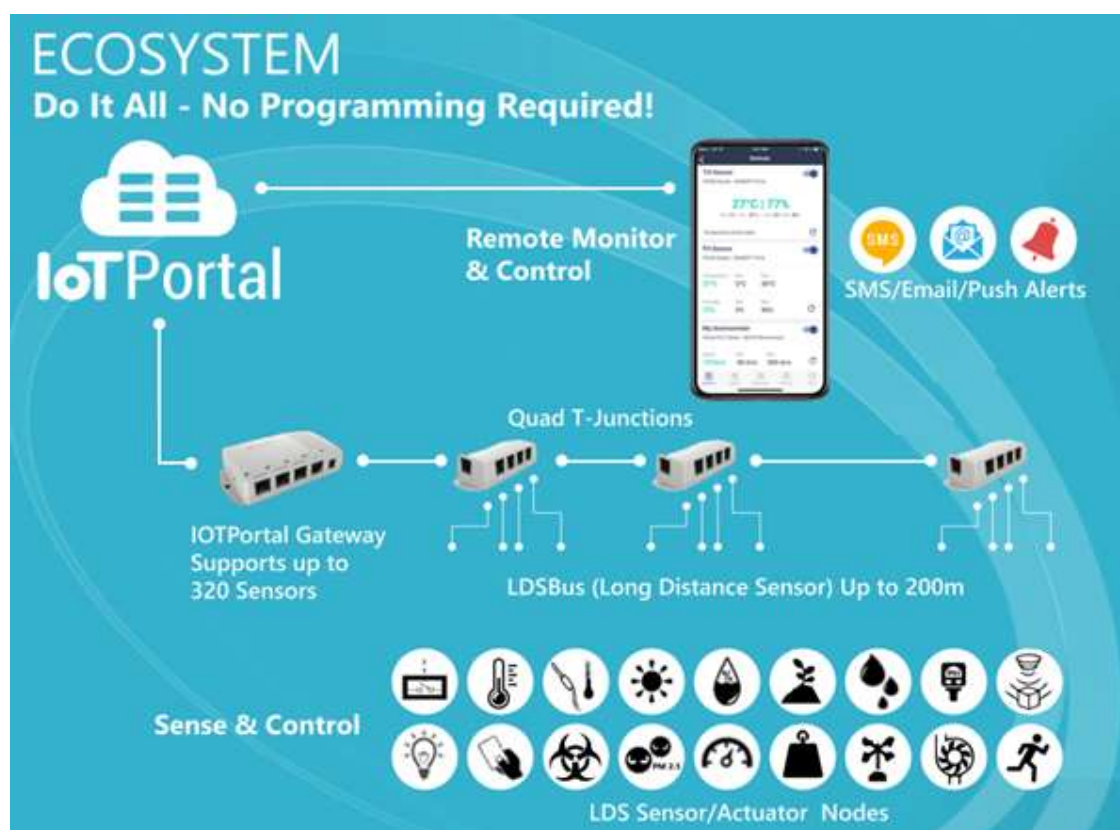 ECOSYSTEM
Do It All - No Programming Required!
IoTPortal
Remote Monitor
& Control
27°C | 77%
SMS
@
SMS/Email/Push Alerts
Quad T-Junctions
IOTPortal Gateway
Supports up to
320 Sensors
LDSBus (Long Distance Sensor) Up to 200m
Sense & Control
%
PM 2.5
LDS Sensor/Actuator Nodes